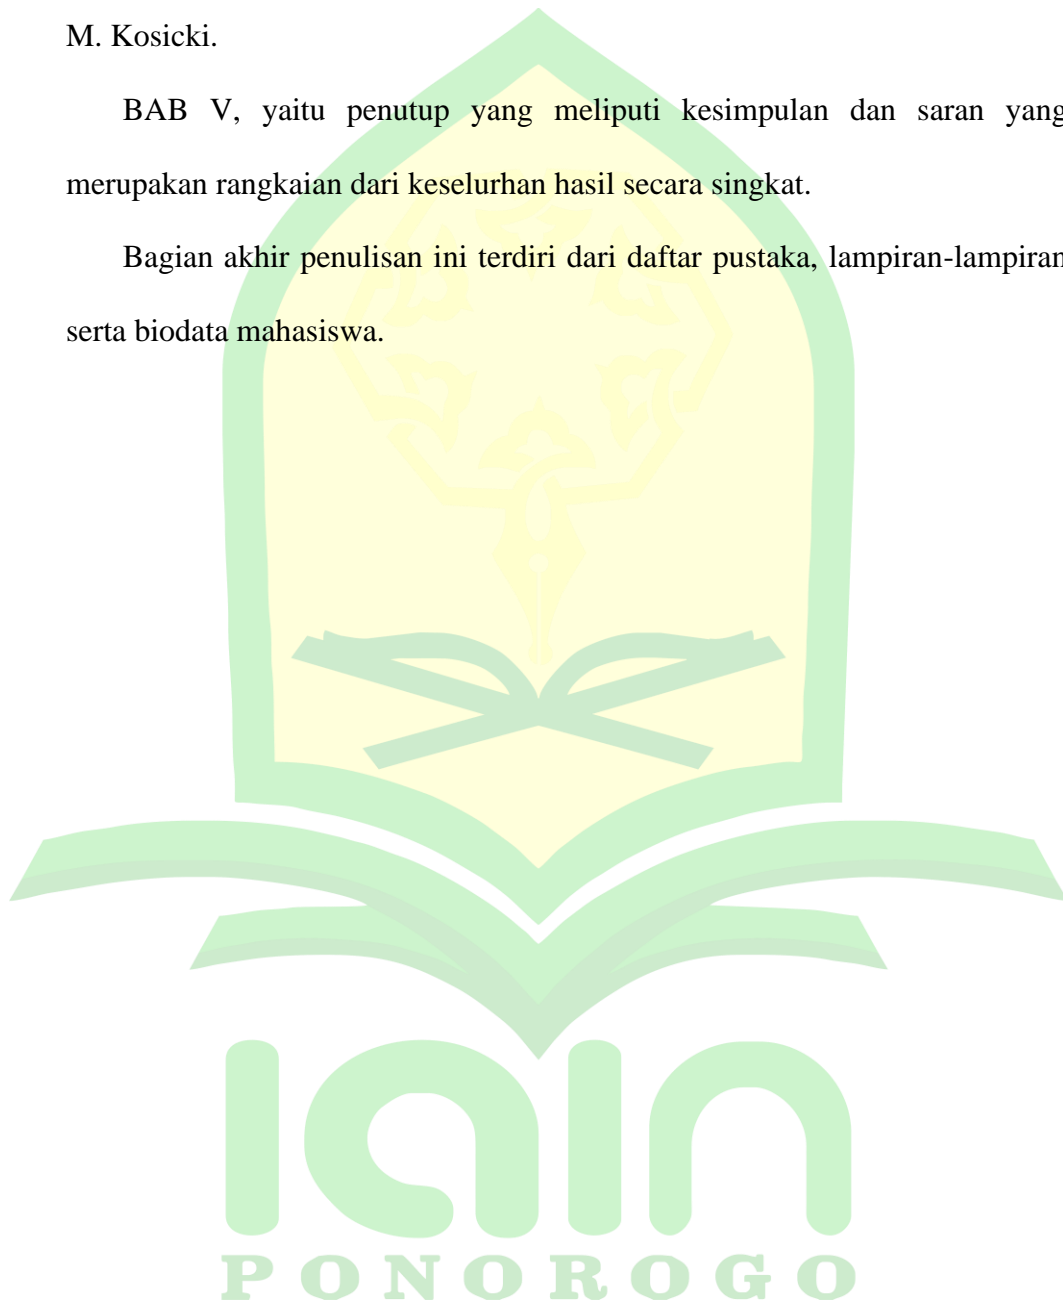 M. Kosicki.
BAB V, yaitu penutup yang meliputi kesimpulan dan saran yang
merupakan rangkaian dari keselurhan hasil secara singkat.
Bagian akhir penulisan ini terdiri dari daftar pustaka, lampiran-lampiran
serta biodata mahasiswa.
iain
PONOROGO